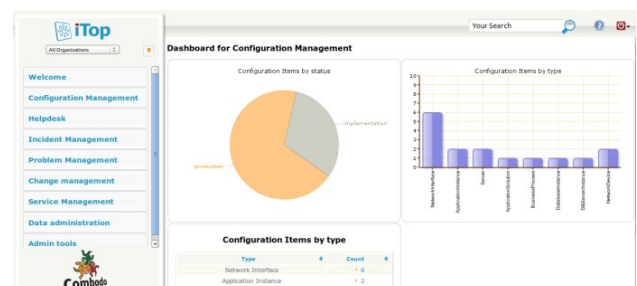 iTop
Your Search
All Organizations
Dashboard for Configuration Management
Welcome
Configuration Management
Helpdesk
Incident Management
Problem Management
Change management
Service Management
Data administration
Admin tools
Combodo
Configuration Items by status
implementation
production
Configuration Items by type
10
9
8
7
6
5
4
3
2
1
NetworkInterface
ApplicationInstance
Server
ApplicationSolution
BusinessProcess
DatabaseInstance
DBServerInstance
NetworkDevice
Configuration Items by type
Type Count
Network Interface 6
Application Instance 2